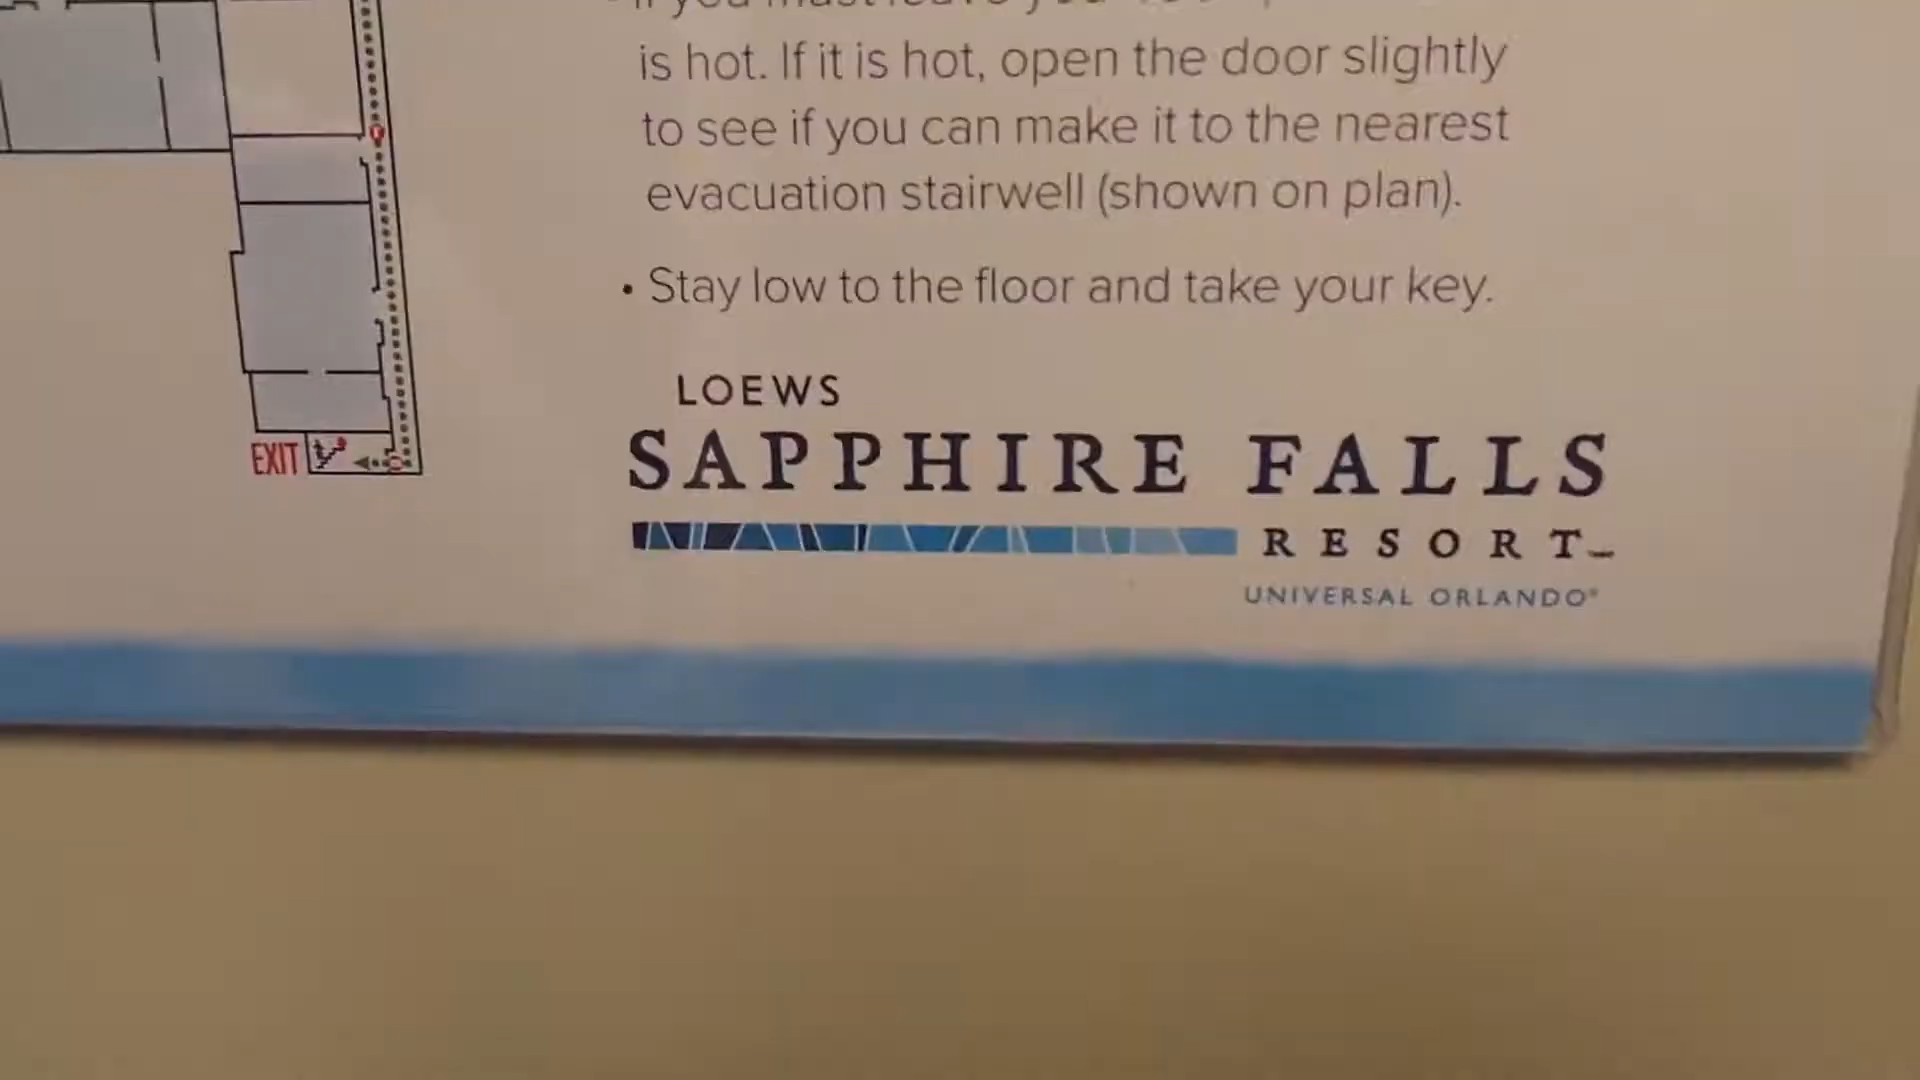 is hot. If it is hot, open the door slightly
to see if you can make it to the nearest
evacuation stairwell (shown on plan).
• Stay low to the floor and take your key.
EXIT
LOEWS
SAPPHIRE FALLS
RESORT™
UNIVERSAL ORLANDO®